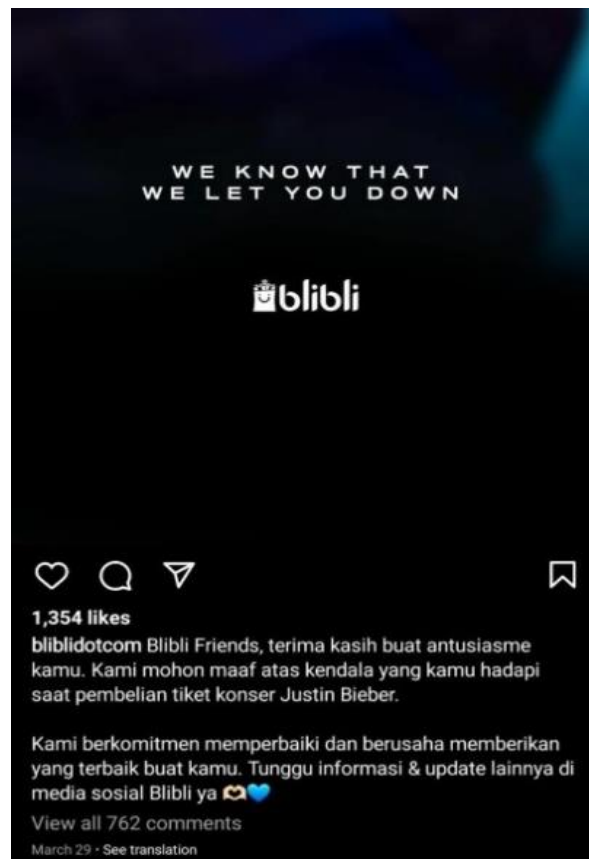 WE KNOW THAT
WE LET YOU DOWN
blibli
1,354 likes
bliblidotcom Blibli Friends, terima kasih buat antusiasme
kamu. Kami mohon maaf atas kendala yang kamu hadapi
saat pembelian tiket konser Justin Bieber.
Kami berkomitmen memperbaiki dan berusaha memberikan
yang terbaik buat kamu. Tunggu informasi & update lainnya di
media sosial Blibli ya 🫶🏼💙
View all 762 comments
March 29 • See translation